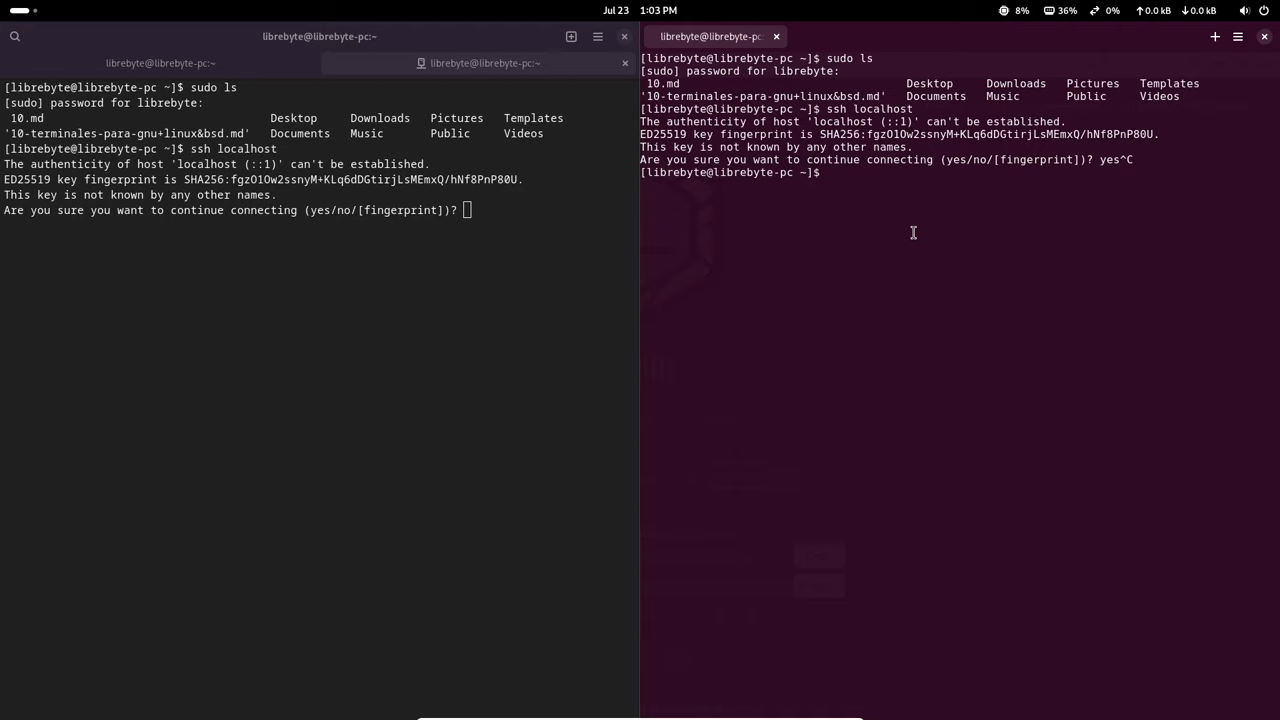 Jul 23 1:03 PM 8% 36% 0% 0.0 kB 0.0 kB
librebyte@librebyte-pc:~
librebyte@librebyte-pc:~ librebyte@librebyte-pc:~
[librebyte@librebyte-pc ~]$ sudo ls
[sudo] password for librebyte:
10.md Desktop Downloads Pictures Templates
'10-terminales-para-gnu+linux&bsd.md' Documents Music Public Videos
[librebyte@librebyte-pc ~]$ ssh localhost
The authenticity of host 'localhost (::1)' can't be established.
ED25519 key fingerprint is SHA256:fgzO1Ow2ssnyM+KLq6dDGtirjLsMEmxQ/hNf8PnP80U.
This key is not known by any other names.
Are you sure you want to continue connecting (yes/no/[fingerprint])?
librebyte@librebyte-pc:
[librebyte@librebyte-pc ~]$ sudo ls
[sudo] password for librebyte:
10.md Desktop Downloads Pictures Templates
'10-terminales-para-gnu+linux&bsd.md' Documents Music Public Videos
[librebyte@librebyte-pc ~]$ ssh localhost
The authenticity of host 'localhost (::1)' can't be established.
ED25519 key fingerprint is SHA256:fgzO1Ow2ssnyM+KLq6dDGtirjLsMEmxQ/hNf8PnP80U.
This key is not known by any other names.
Are you sure you want to continue connecting (yes/no/[fingerprint])? yes^C
[librebyte@librebyte-pc ~]$